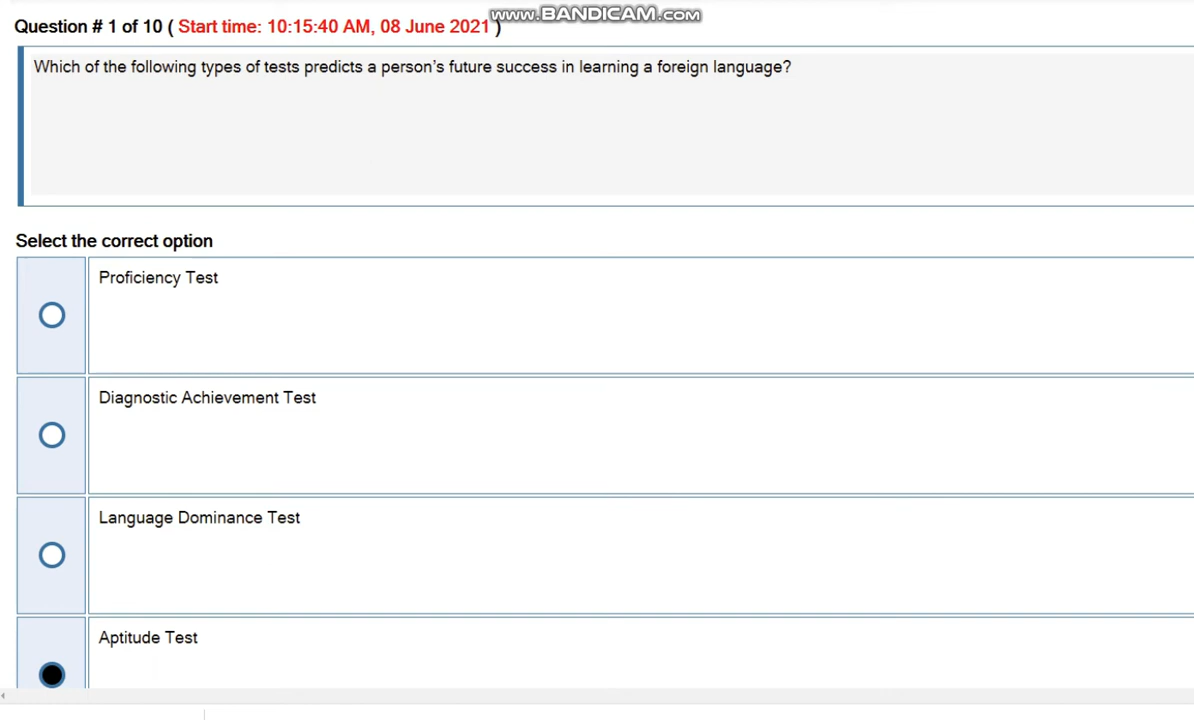 www.BANDICAM.com
Question # 1 of 10 ( Start time: 10:15:40 AM, 08 June 2021 )
Which of the following types of tests predicts a person's future success in learning a foreign language?
Select the correct option
Proficiency Test
Diagnostic Achievement Test
Language Dominance Test
Aptitude Test